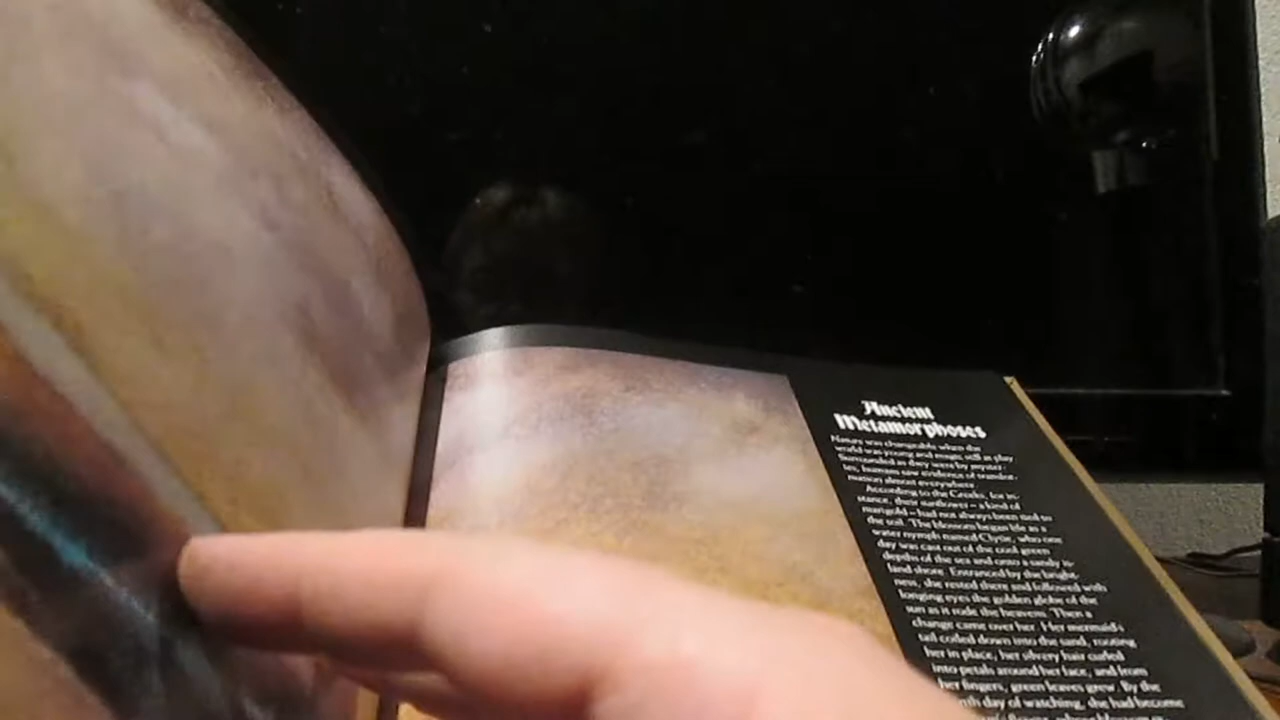 Ancient
Metamorphoses
Nature was changeable when the
world was young and magic still at play
Surrounded as they were by myster-
ies, humans saw evidence of transfor-
mation almost everywhere.
According to the Greeks, for in-
stance, their sunflower – a kind of
marigold – had not always been tied to
the soil. The blossom began life as a
water nymph named Clytie, who one
day was cast out of the cool green
depths of the sea and onto a sandy is-
land shore. Entranced by the bright-
ness, she rested there and followed with
longing eyes the golden globe of the
sun as it rode the heavens. Then a
change came over her. Her mermaid's
tail coiled down into the sand, rooting
her in place, her silvery hair curled
into petals around her face, and from
her fingers, green leaves grew. By the
day of watching, she had become